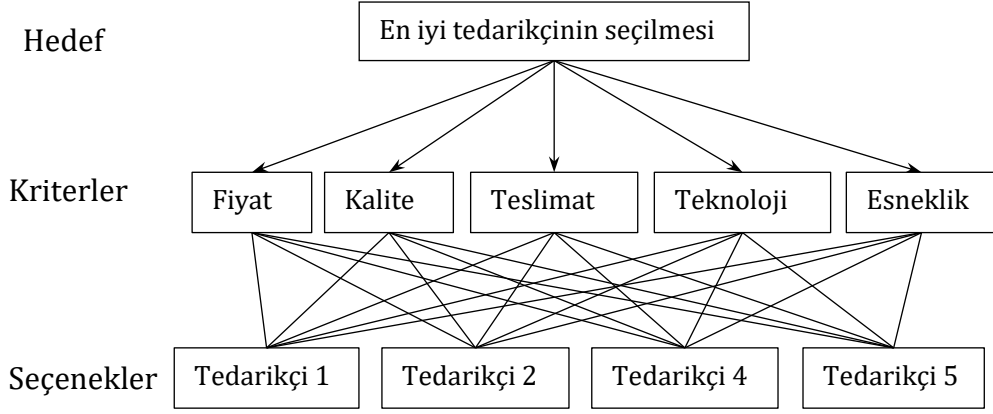 Hedef
En iyi tedarikçinin seçilmesi
Kriterler
Fiyat
Kalite
Teslimat
Teknoloji
Esneklik
Seçenekler
Tedarikçi 1
Tedarikçi 2
Tedarikçi 4
Tedarikçi 5